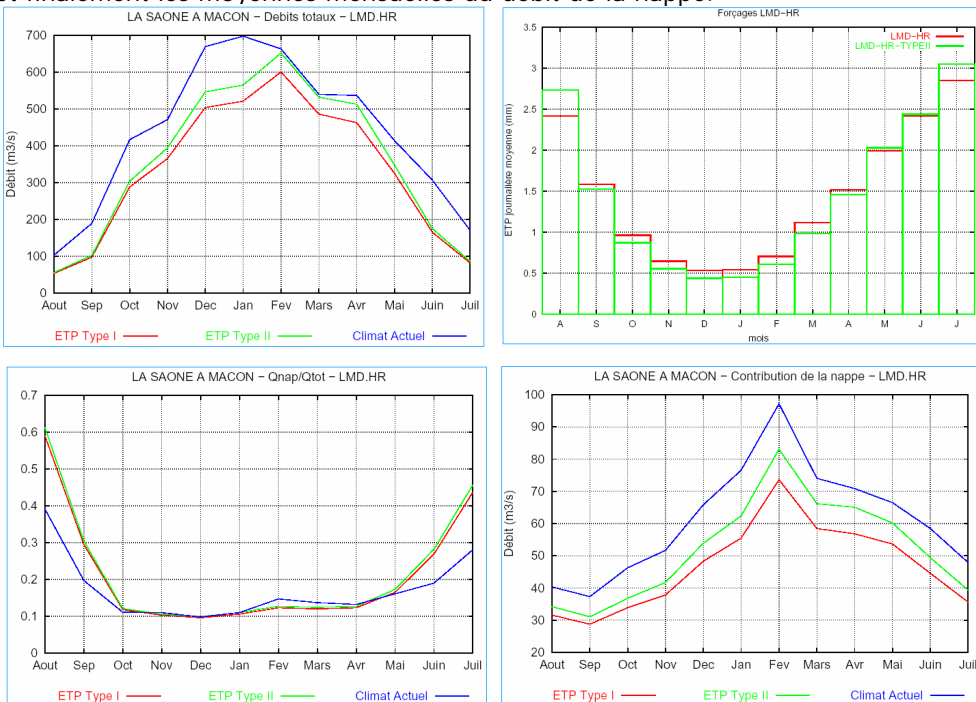 et finalement les moyennes mensuelles du débit de la nappe.
LA SAONE A MACON – Debits totaux – LMD.HR
700
600
500
400
300
200
100
0
Débit (m3/s)
Aout Sep Oct Nov Dec Jan Fev Mars Avr Mai Juin Juil
ETP Type I ETP Type II Climat Actuel
Forçages LMD–HR
LMD–HR
LMD–HR–TYPEII
3.5
3
2.5
2
1.5
1
0.5
0
ETP journalière moyenne (mm)
A S O N D J F M A M J J
mois
LA SAONE A MACON – Qnap/Qtot – LMD.HR
0.7
0.6
0.5
0.4
0.3
0.2
0.1
0
Aout Sep Oct Nov Dec Jan Fev Mars Avr Mai Juin Juil
ETP Type I ETP Type II Climat Actuel
LA SAONE A MACON – Contribution de la nappe – LMD.HR
100
90
80
70
60
50
40
30
20
Débit (m3/s)
Aout Sep Oct Nov Dec Jan Fev Mars Avr Mai Juin Juil
ETP Type I ETP Type II Climat Actuel